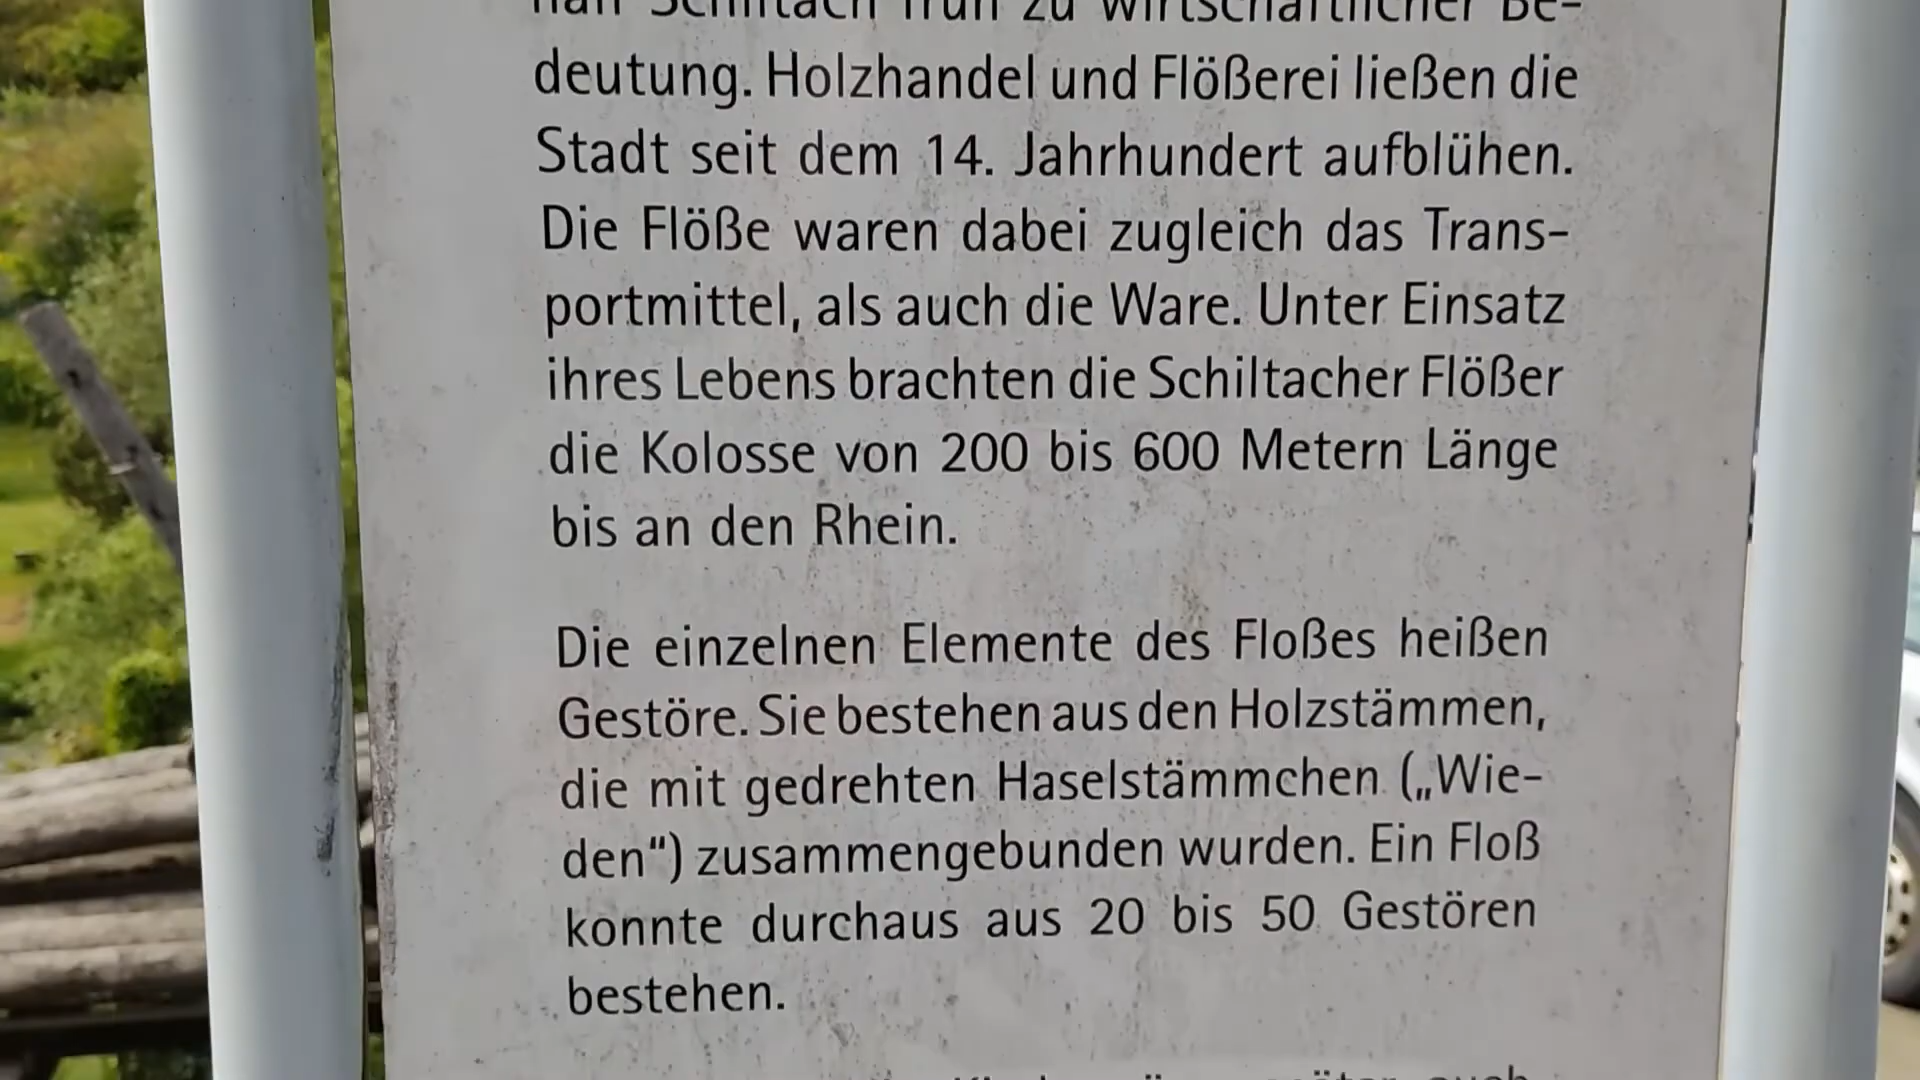 Schiltach früh zu wirtschaftlicher Be-
deutung. Holzhandel und Flößerei ließen die
Stadt seit dem 14. Jahrhundert aufblühen.
Die Flöße waren dabei zugleich das Trans-
portmittel, als auch die Ware. Unter Einsatz
ihres Lebens brachten die Schiltacher Flößer
die Kolosse von 200 bis 600 Metern Länge
bis an den Rhein.
Die einzelnen Elemente des Floßes heißen
Gestöre. Sie bestehen aus den Holzstämmen,
die mit gedrehten Haselstämmchen („Wie-
den“) zusammengebunden wurden. Ein Floß
konnte durchaus aus 20 bis 50 Gestören
bestehen.